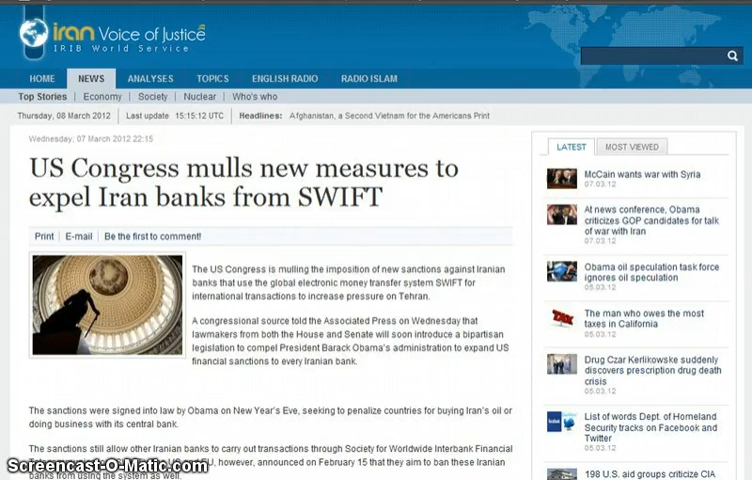 iran Voice of Justice
IRIB World Service
HOME NEWS ANALYSES TOPICS ENGLISH RADIO RADIO ISLAM
Top Stories Economy Society Nuclear Who's who
Thursday, 08 March 2012 Last update 15:15:12 UTC Headlines: Afghanistan, a Second Vietnam for the Americans Print
Wednesday, 07 March 2012 22:15
US Congress mulls new measures to
expel Iran banks from SWIFT
Print E-mail Be the first to comment!
The US Congress is mulling the imposition of new sanctions against Iranian
banks that use the global electronic money transfer system SWIFT for
international transactions to increase pressure on Tehran.
A congressional source told the Associated Press on Wednesday that
lawmakers from both the House and Senate will soon introduce a bipartisan
legislation to compel President Barack Obama's administration to expand US
financial sanctions to every Iranian bank.
The sanctions were signed into law by Obama on New Year's Eve, seeking to penalize countries for buying Iran's oil or
doing business with its central bank.
The sanctions still allow other Iranian banks to carry out transactions through Society for Worldwide Interbank Financial
EU, however, announced on February 15 that they aim to ban these Iranian
banks from using the system as well.
Screencast-O-Matic.com
LATEST MOST VIEWED
McCain wants war with Syria
07.03.12
At news conference, Obama
criticizes GOP candidates for talk
of war with Iran
07.03.12
Obama oil speculation task force
ignores oil speculation
05.03.12
TAX
The man who owes the most
taxes in California
05.03.12
Drug Czar Kerlikowske suddenly
discovers prescription drug death
crisis
05.03.12
List of words Dept. of Homeland
Security tracks on Facebook and
Twitter
05.03.12
198 U.S. aid groups criticize CIA